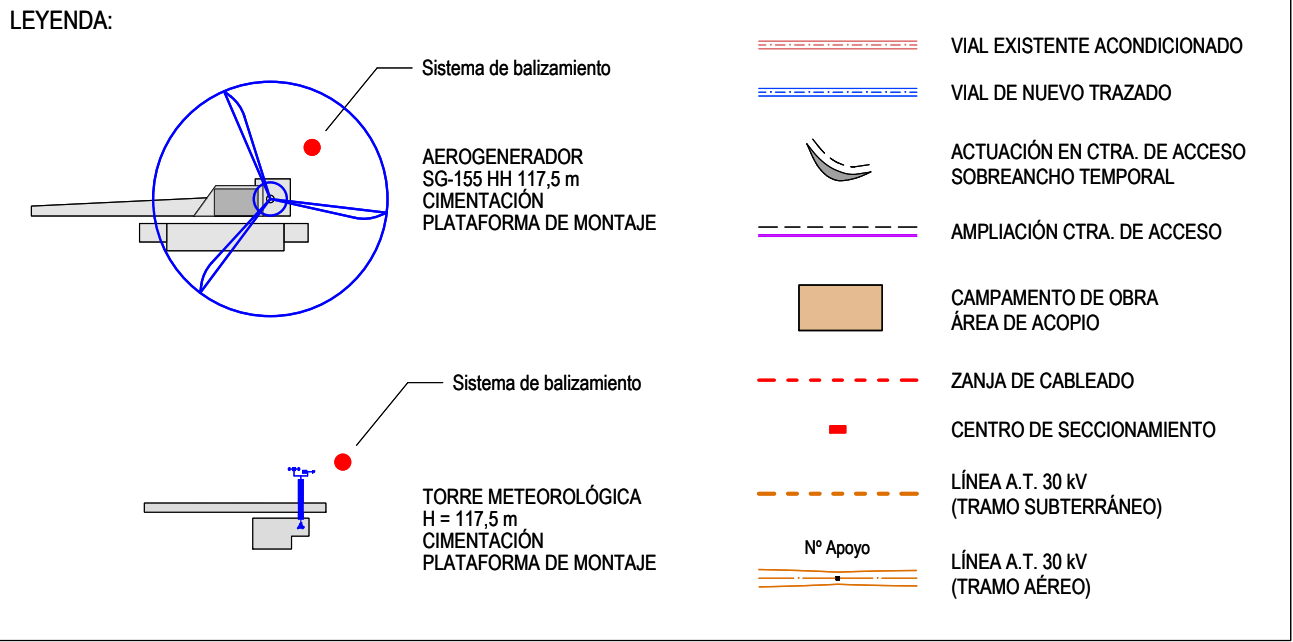 LEYENDA:
Sistema de balizamiento
AEROGENERADOR
SG-155 HH 117,5 m
CIMENTACIÓN
PLATAFORMA DE MONTAJE
Sistema de balizamiento
TORRE METEOROLÓGICA
H = 117,5 m
CIMENTACIÓN
PLATAFORMA DE MONTAJE
VIAL EXISTENTE ACONDICIONADO
VIAL DE NUEVO TRAZADO
ACTUACIÓN EN CTRA. DE ACCESO
SOBREANCHO TEMPORAL
AMPLIACIÓN CTRA. DE ACCESO
CAMPAMENTO DE OBRA
ÁREA DE ACOPIO
ZANJA DE CABLEADO
CENTRO DE SECCIONAMIENTO
LÍNEA A.T. 30 kV
(TRAMO SUBTERRÁNEO)
Nº Apoyo
LÍNEA A.T. 30 kV
(TRAMO AÉREO)